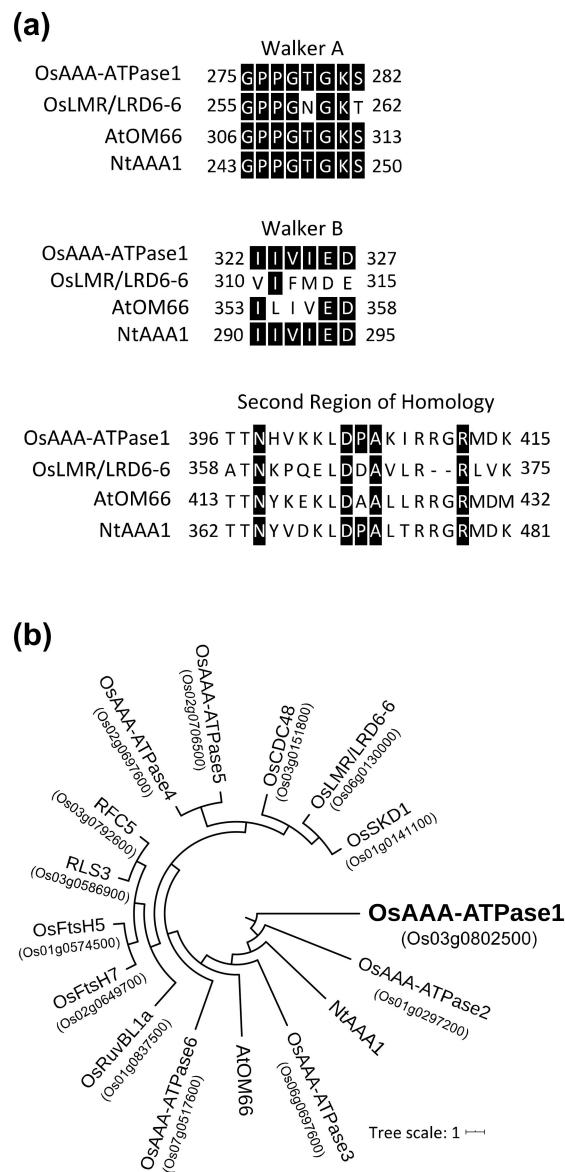 (a)
Walker A
OsAAA-ATPase1 275 GPPGTGKS 282
OsLMR/LRD6-6 255 GPPGNGKT 262
AtOM66 306 GPPGTGKS 313
NtAAA1 243 GPPGTGKS 250
Walker B
OsAAA-ATPase1 322 IIVIED 327
OsLMR/LRD6-6 310 VIFMDE 315
AtOM66 353 ILIVED 358
NtAAA1 290 IIVIED 295
Second Region of Homology
OsAAA-ATPase1 396 TTNHVKKLDPAKIRRGRMDK 415
OsLMR/LRD6-6 358 ATNKPQELDDAVLR--RLVK 375
AtOM66 413 TTNYKEKLDAALLRRGRMDM 432
NtAAA1 362 TTNYVDKLDPALTRRGRMDK 481
(b)
OsAAA-ATPase4
(Os02g0697600)
OsAAA-ATPase5
(Os02g0706500)
OsCDC48
(Os03g0151800)
OsLMR/LRD6-6
(Os06g0130000)
OsSKD1
(Os01g0141100)
RFC5
(Os03g0792600)
RLS3
(Os03g0586900)
OsFtsH5
(Os01g0574500)
OsFtsH7
(Os02g0649700)
OsRuvBL1a
(Os01g0837500)
OsAAA-ATPase6
(Os07g0517600)
AtOM66
OsAAA-ATPase3
(Os06g0697600)
NtAAA1
OsAAA-ATPase2
(Os01g0297200)
OsAAA-ATPase1
(Os03g0802500)
Tree scale: 1